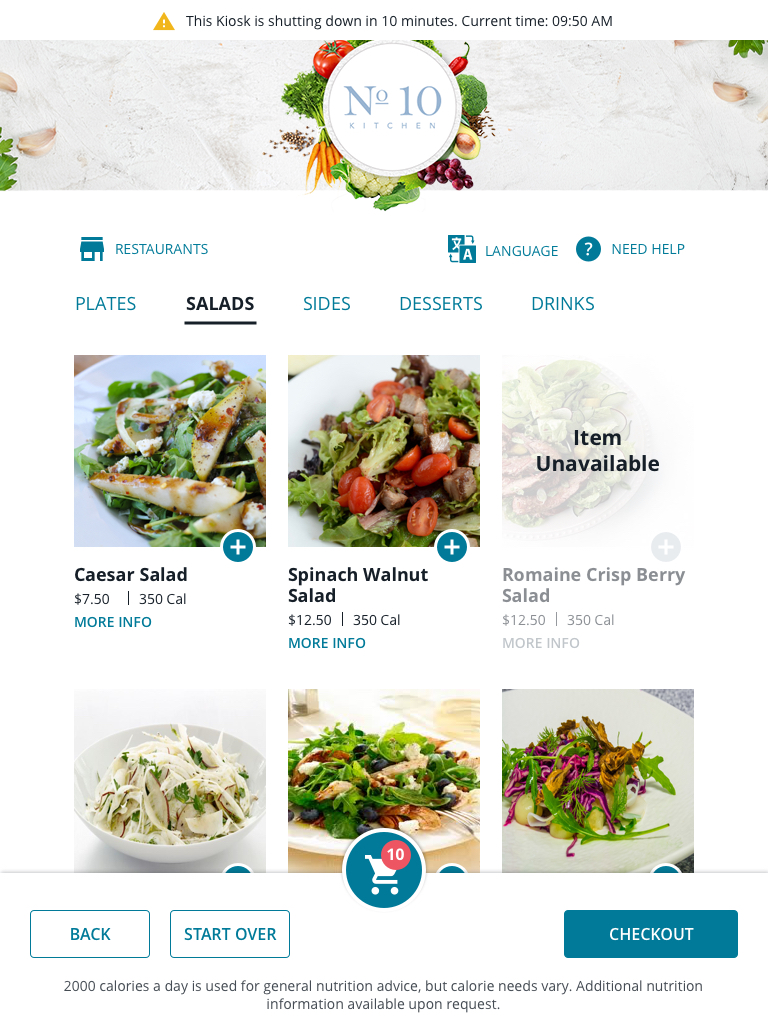 This Kiosk is shutting down in 10 minutes. Current time: 09:50 AM
No 10
KITCHEN
RESTAURANTS
LANGUAGE
? NEED HELP
PLATES SALADS SIDES DESSERTS DRINKS
Item
Unavailable
Caesar Salad
$7.50 | 350 Cal
MORE INFO
Spinach Walnut
Salad
$12.50 | 350 Cal
MORE INFO
Romaine Crisp Berry
Salad
$12.50 | 350 Cal
MORE INFO
10
BACK
START OVER
CHECKOUT
2000 calories a day is used for general nutrition advice, but calorie needs vary. Additional nutrition
information available upon request.